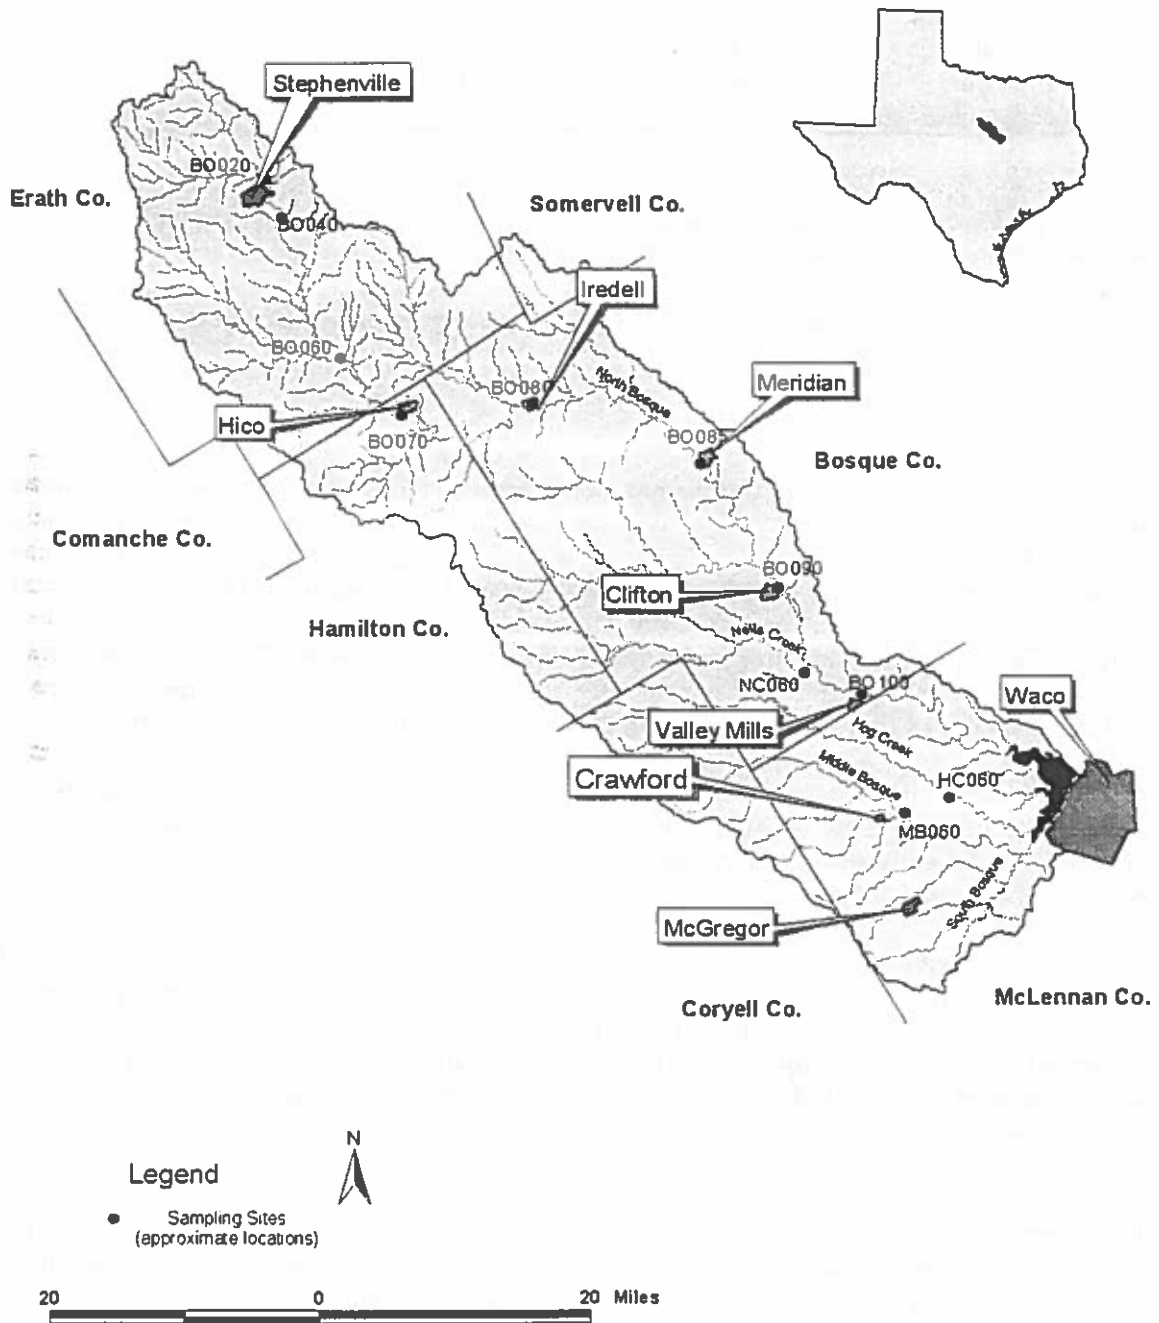 Stephenville
BO020
Erath Co.
Somervell Co.
BO040
Iredell
BO060
BO080
North Bosque
Meridian
Hico
BO070
BO085
Bosque Co.
Comanche Co.
BO090
Clifton
Hamilton Co.
Neils Creek
NC060
BO100
Waco
Valley Mills
Hog Creek
Crawford
Middle Bosque
HC060
MB060
South Bosque
McGregor
Coryell Co.
McLennan Co.
N
Legend
Sampling Sites
(approximate locations)
20 0 20 Miles